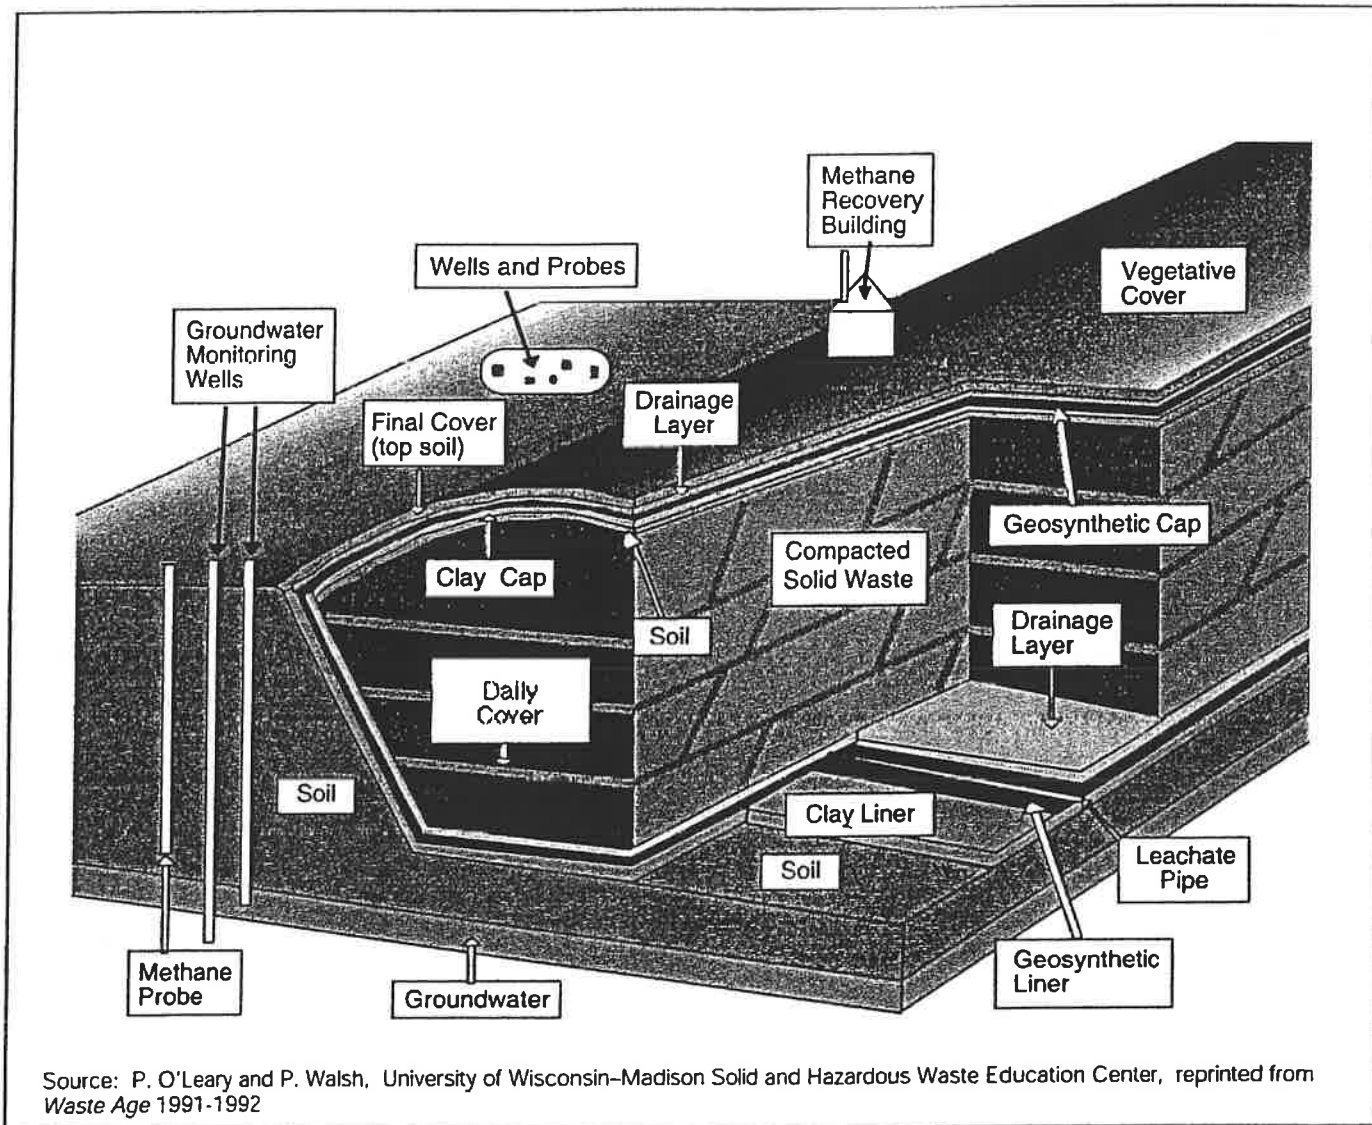 Methane
Recovery
Building
Wells and Probes
Vegetative
Cover
Groundwater
Monitoring
Wells
Final Cover
(top soil)
Drainage
Layer
Geosynthetic Cap
Compacted
Solid Waste
Clay Cap
Soil
Drainage
Layer
Daily
Cover
Soil
Clay Liner
Soil
Leachate
Pipe
Methane
Probe
Groundwater
Geosynthetic
Liner
Source: P. O'Leary and P. Walsh, University of Wisconsin–Madison Solid and Hazardous Waste Education Center, reprinted from
Waste Age 1991-1992